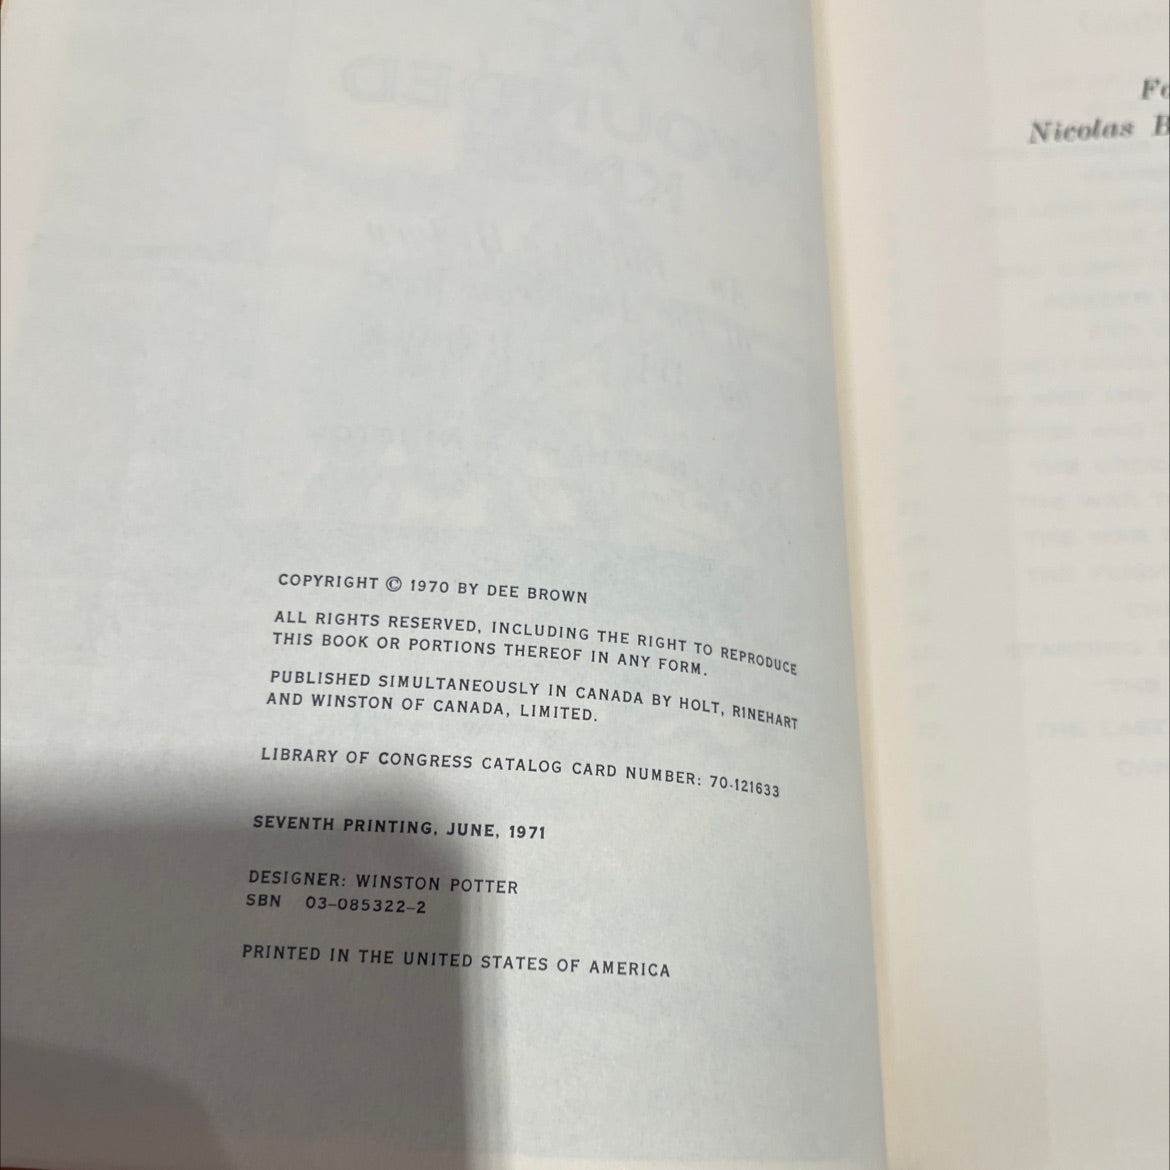 COPYRIGHT © 1970 BY DEE BROWN
ALL RIGHTS RESERVED, INCLUDING THE RIGHT TO REPRODUCE
THIS BOOK OR PORTIONS THEREOF IN ANY FORM.
PUBLISHED SIMULTANEOUSLY IN CANADA BY HOLT, RINEHART
AND WINSTON OF CANADA, LIMITED.
LIBRARY OF CONGRESS CATALOG CARD NUMBER: 70-121633
SEVENTH PRINTING, JUNE, 1971
DESIGNER: WINSTON POTTER
SBN 03-085322-2
PRINTED IN THE UNITED STATES OF AMERICA
Nicolas